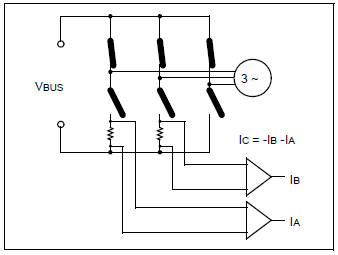 3 ~
VBUS
IC = -IB -IA
IB
IA